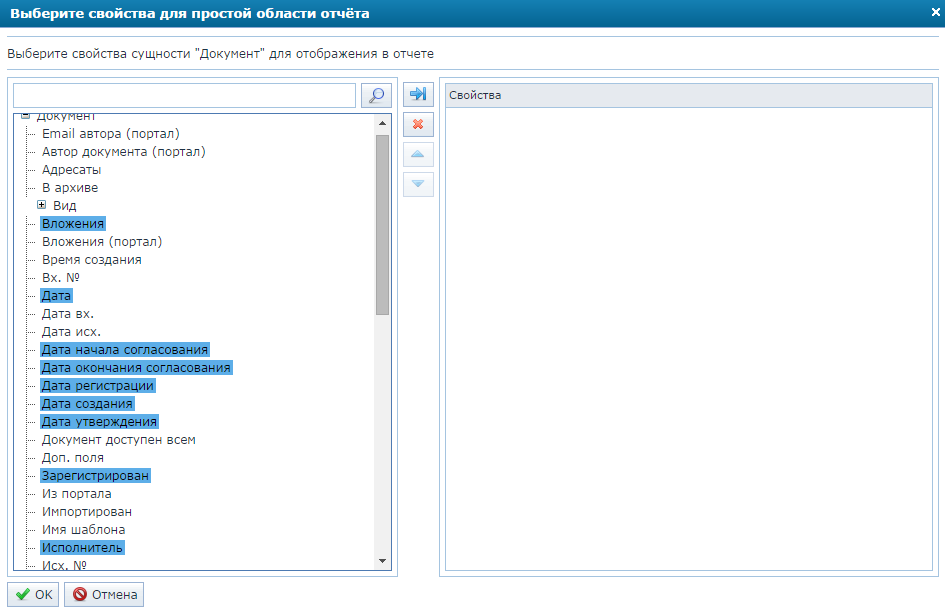 Выберите свойства для простой области отчёта
Выберите свойства сущности "Документ" для отображения в отчете
Свойства
Документ
Email автора (портал)
Автор документа (портал)
Адресаты
В архиве
Вид
Вложения
Вложения (портал)
Время создания
Вх. №
Дата
Дата вх.
Дата исх.
Дата начала согласования
Дата окончания согласования
Дата регистрации
Дата создания
Дата утверждения
Документ доступен всем
Доп. поля
Зарегистрирован
Из портала
Импортирован
Имя шаблона
Исполнитель
Исх. №
OK
Отмена